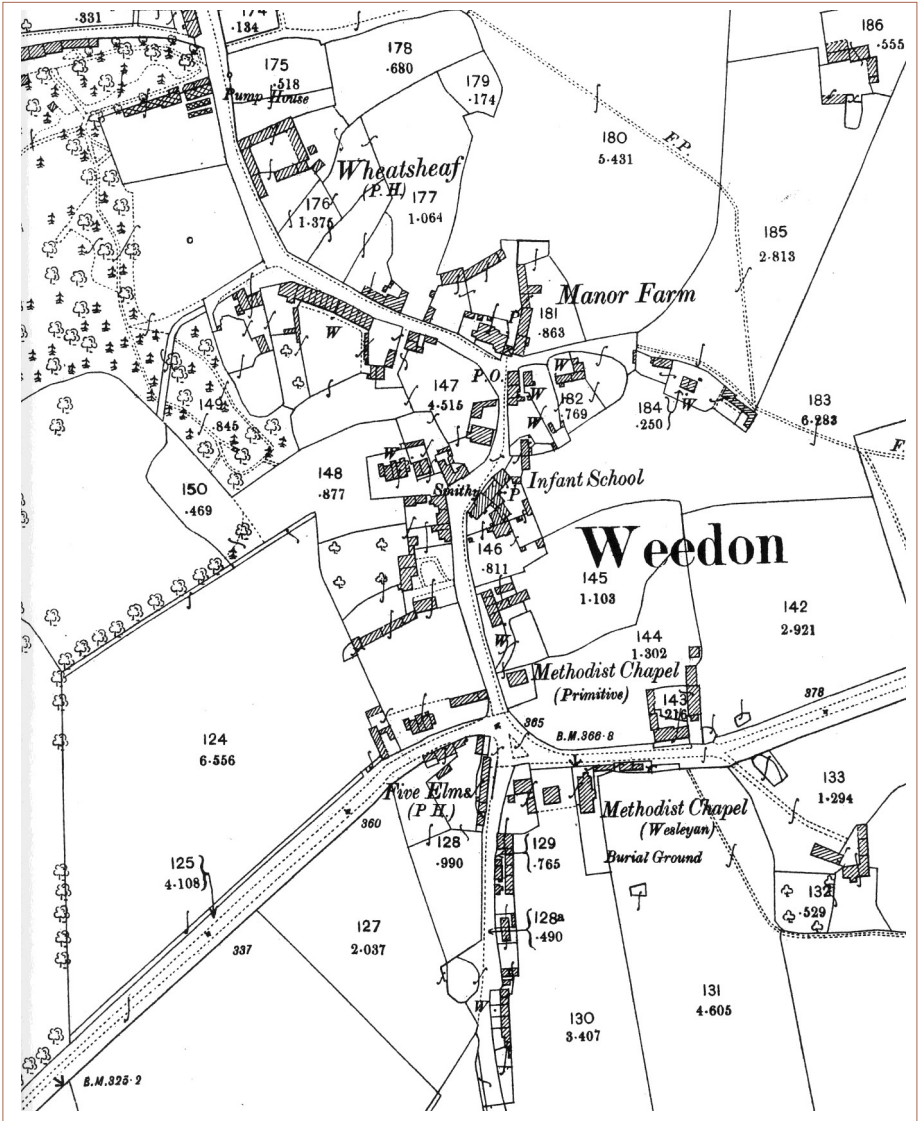 .331
174
.134
178
.680
186
.555
175
.518
Pump House
179
.174
180
5.431
F.P.
Wheatsheaf
(P.H.)
176
1.375
177
1.064
185
2.813
Manor Farm
P
181
.863
W
P.O.
W
W
W
182
.769
147
4.515
W
184
.250
183
6.283
F.
149
.845
W
148
.877
Smithy
P
Infant School
150
.469
146
.811
Weedon
145
1.103
142
2.921
W
144
1.302
Methodist Chapel
(Primitive)
143
.216
378
365
B.M.366.8
124
6.556
133
1.294
Five Elms
(P.H.)
360
Methodist Chapel
(Wesleyan)
128
.990
129
.765
Burial Ground
125
4.108
132
.529
127
2.037
128a
.490
337
W
131
4.605
130
3.407
B.M.325.2